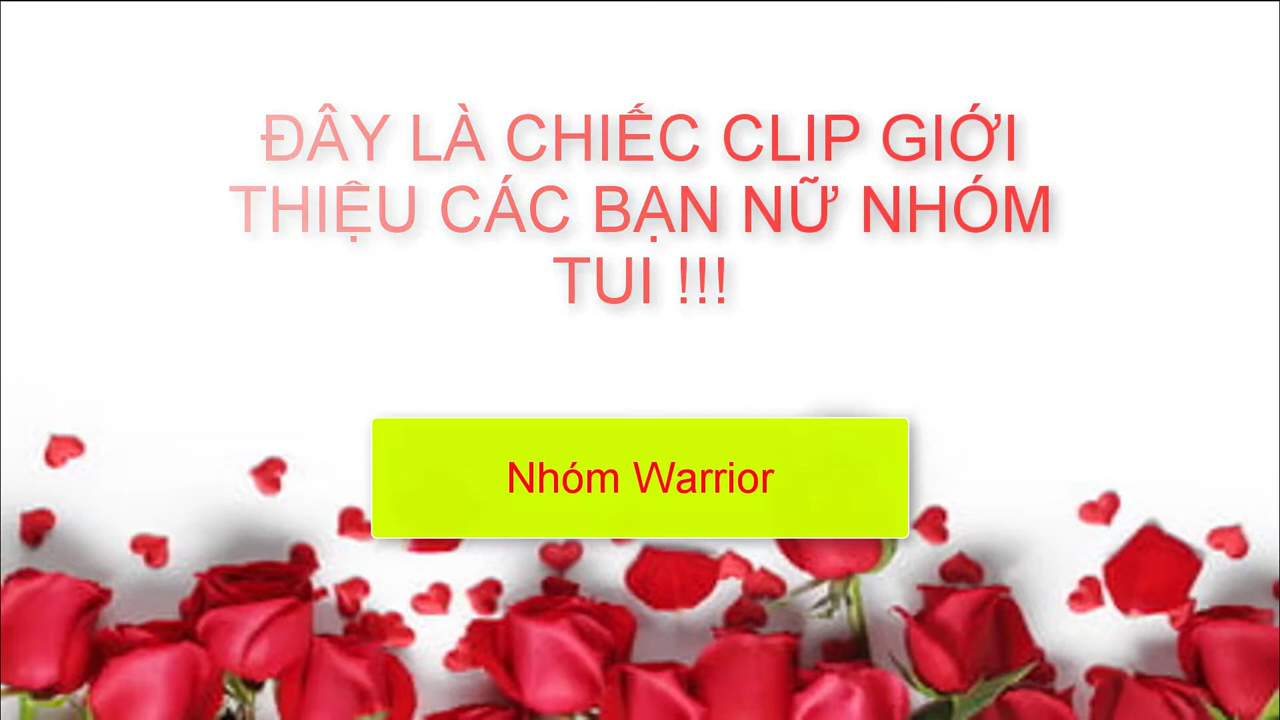 ĐÂY LÀ CHIẾC CLIP GIỚI
THIỆU CÁC BẠN NỮ NHÓM
TUI !!!
Nhóm Warrior